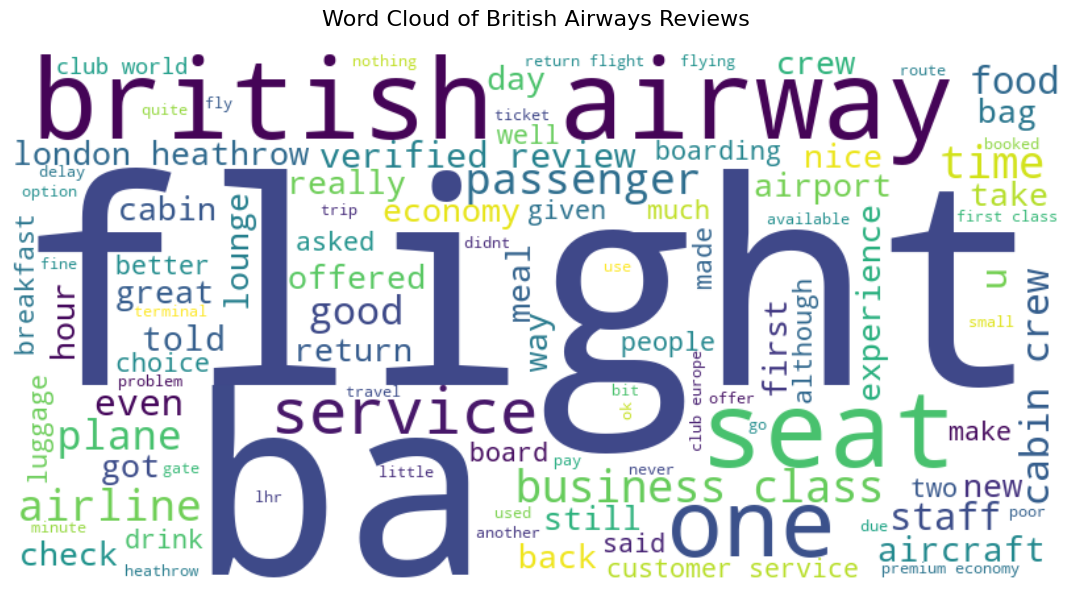 Word Cloud of British Airways Reviews
british airway
club world
nothing
return flight
flying
crew
route
food
day
quite
fly
ticket
bag
well
london heathrow
verified review
boarding
nice
time
booked
delay
option
really
passenger
airport
take
cabin
trip
economy
given
much
available
first class
flight
breakfast
fine
better
lounge
asked
didnt
meal
made
experience
u
great
offered
use
hour
terminal
good
told
way
people
first
although
small
cabin crew
choice
return
problem
travel
bit
club europe
offer
luggage
even
service
ok
go
seat
make
plane
board
got
gate
little
pay
never
ba
lhr
business class
two
new
airline
used
one
staff
poor
minute
drink
another
still
due
check
heathrow
back
said
customer service
aircraft
premium economy